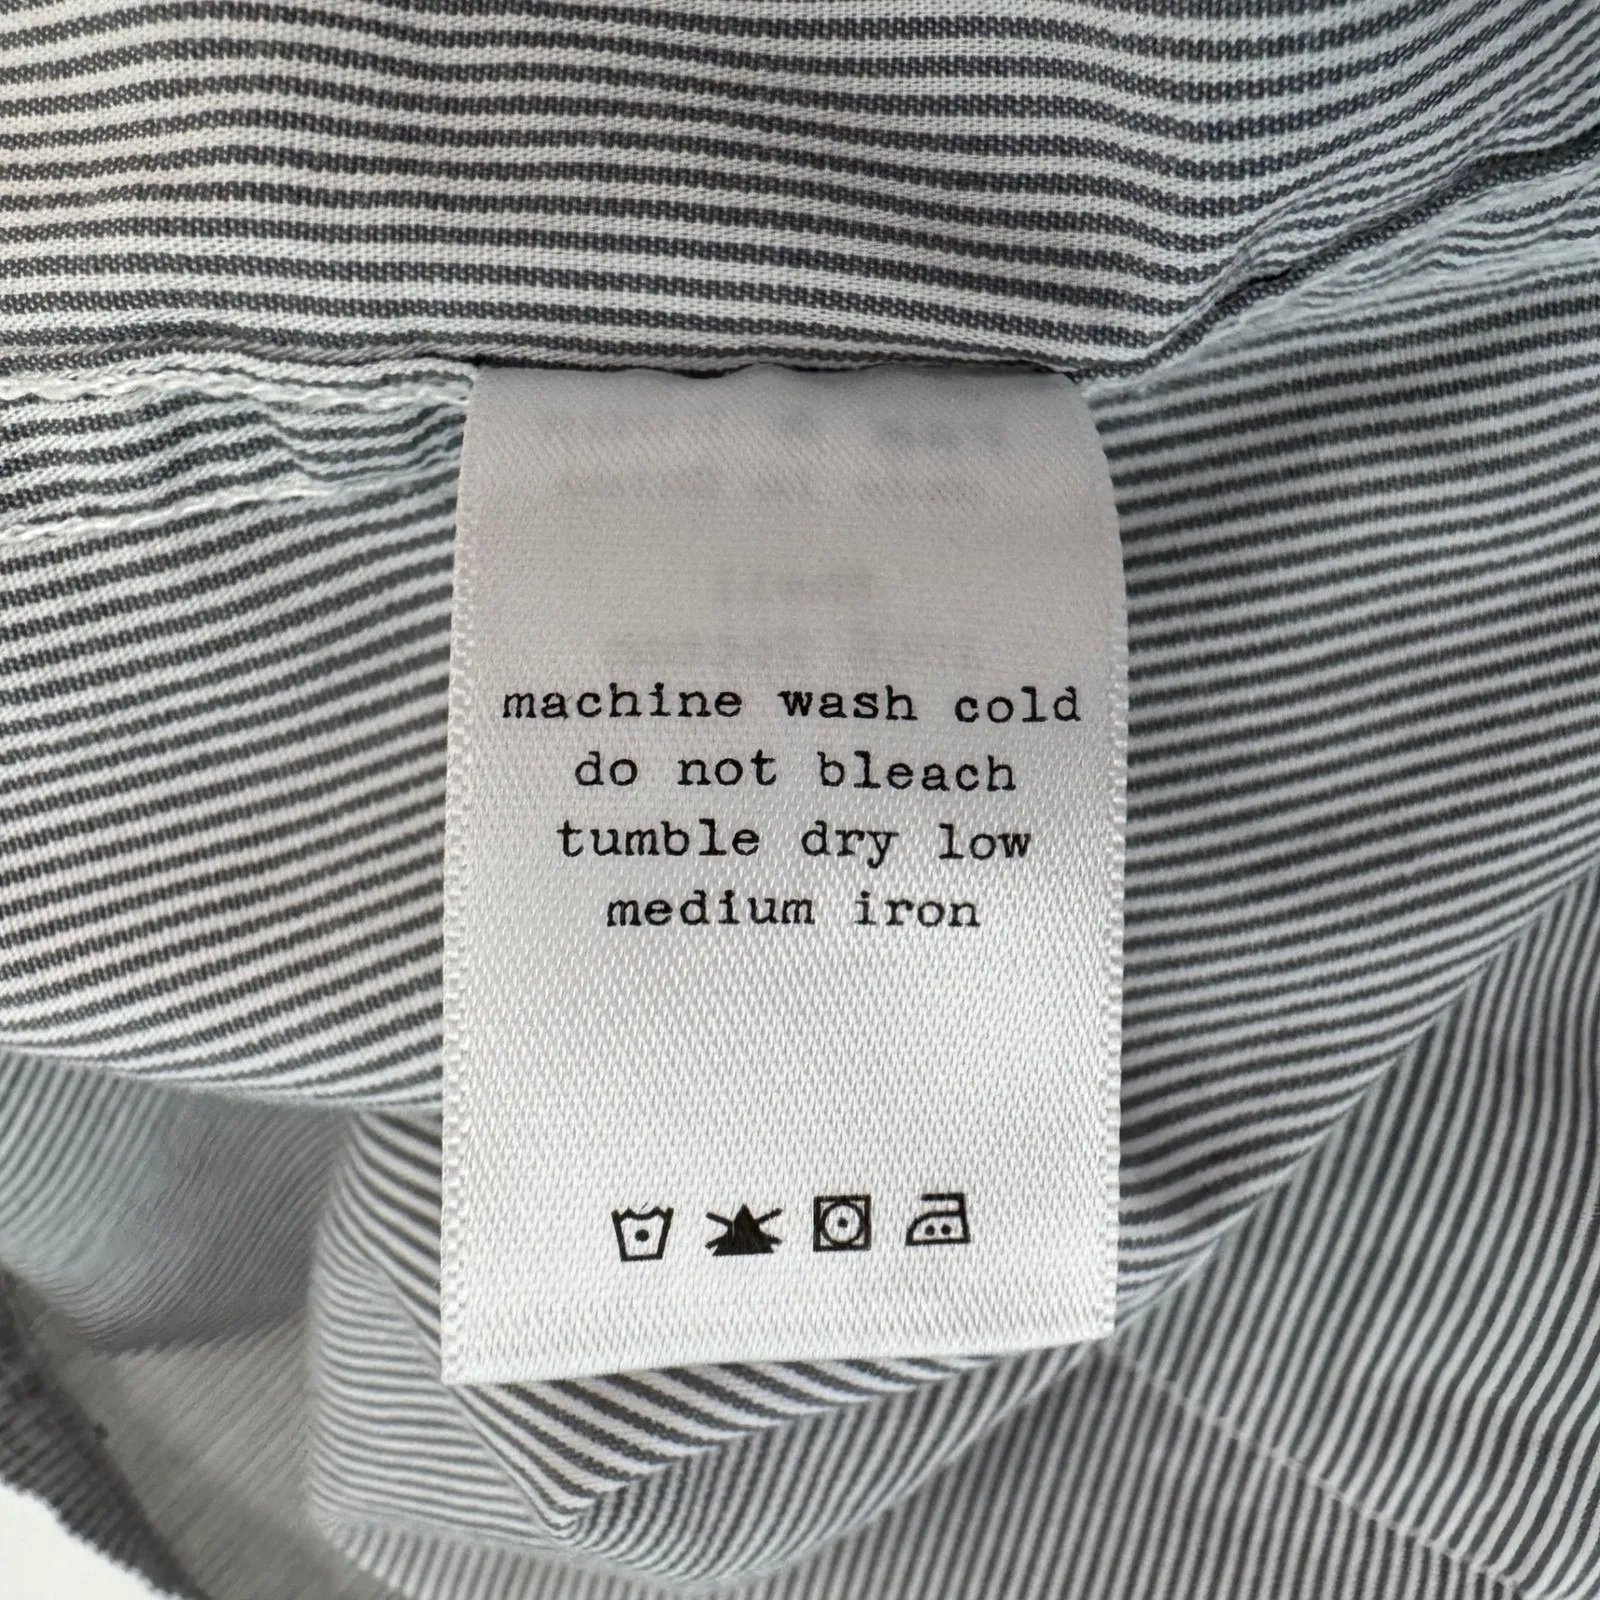 machine wash cold
do not bleach
tumble dry low
medium iron